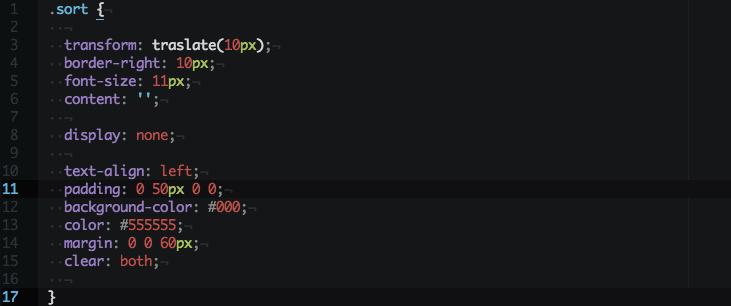 1 .sort {¬
2 ··¬
3 ··transform: traslate(10px);¬
4 ··border-right: 10px;¬
5 ··font-size: 11px;¬
6 ··content: '';¬
7 ··¬
8 ··display: none;¬
9 ··¬
10 ··text-align: left;¬
11 ··padding: 0 50px 0 0;¬
12 ··background-color: #000;¬
13 ··color: #555555;¬
14 ··margin: 0 0 60px;¬
15 ··clear: both;¬
16 ··¬
17 }